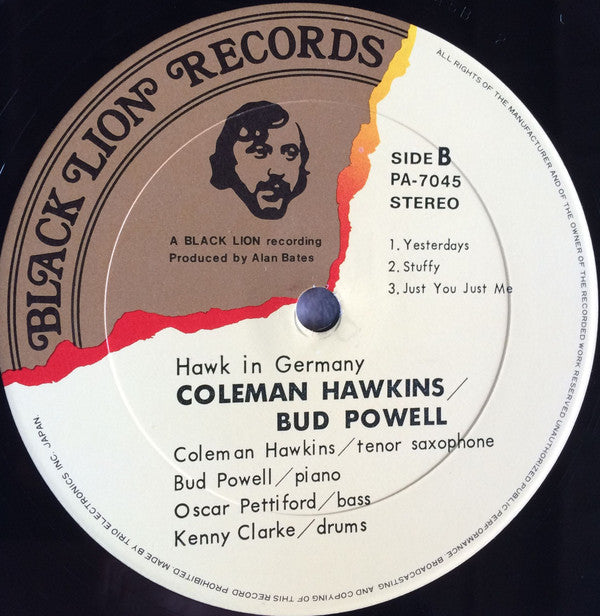 BLACK LION RECORDS
A BLACK LION recording
Produced by Alan Bates
SIDE B
PA-7045
STEREO
1. Yesterdays
2. Stuffy
3. Just You Just Me
Hawk in Germany
COLEMAN HAWKINS/
BUD POWELL
Coleman Hawkins/tenor saxophone
Bud Powell/piano
Oscar Pettiford/bass
Kenny Clarke/drums
ALL RIGHTS OF THE MANUFACTURER AND OF THE OWNER OF THE RECORDED WORK RESERVED UNAUTHORIZED PUBLIC PERFORMANCE, BROADCASTING AND COPYING OF THIS RECORD PROHIBITED MADE BY TRIO ELECTRONICS INC. JAPAN.